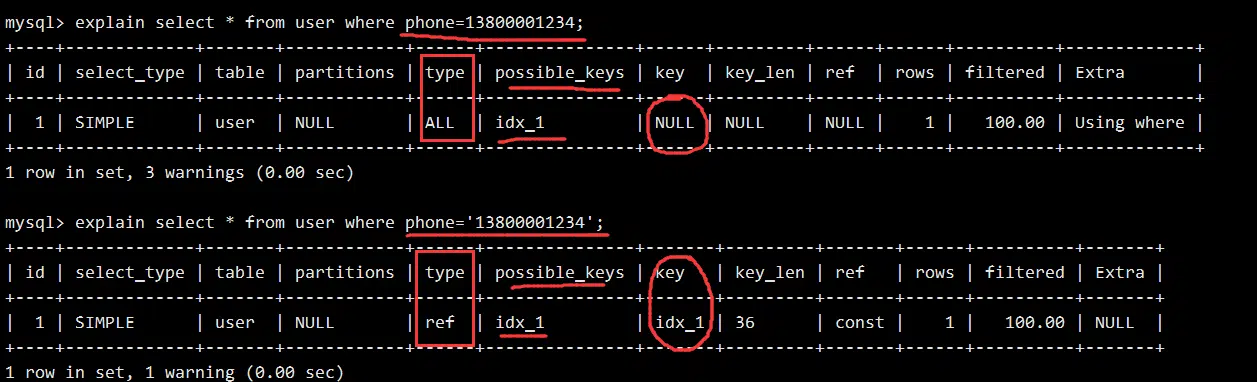 mysql> explain select * from user where phone=13800001234;
+----+-------------+-------+------------+------+---------------+------+---------+------+------+----------+-------------+
| id | select_type | table | partitions | type | possible_keys | key | key_len | ref | rows | filtered | Extra |
+----+-------------+-------+------------+------+---------------+------+---------+------+------+----------+-------------+
| 1 | SIMPLE | user | NULL | ALL | idx_1 | NULL | NULL | NULL | 1 | 100.00 | Using where |
+----+-------------+-------+------------+------+---------------+------+---------+------+------+----------+-------------+
1 row in set, 3 warnings (0.00 sec)
mysql> explain select * from user where phone='13800001234';
+----+-------------+-------+------------+------+---------------+-------+---------+-------+------+----------+-------+
| id | select_type | table | partitions | type | possible_keys | key | key_len | ref | rows | filtered | Extra |
+----+-------------+-------+------------+------+---------------+-------+---------+-------+------+----------+-------+
| 1 | SIMPLE | user | NULL | ref | idx_1 | idx_1 | 36 | const | 1 | 100.00 | NULL |
+----+-------------+-------+------------+------+---------------+-------+---------+-------+------+----------+-------+
1 row in set, 1 warning (0.00 sec)